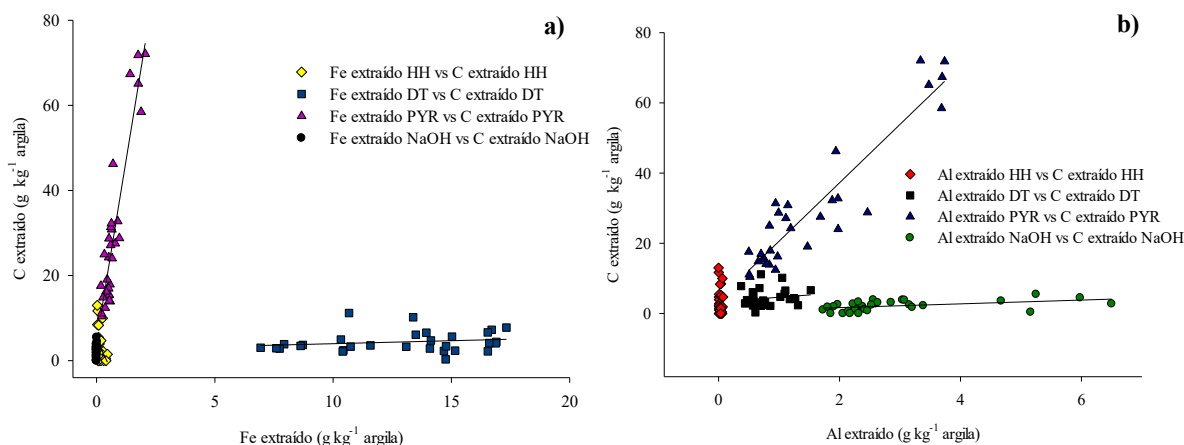 a)
80
60
40
20
0
C extraído (g kg⁻¹ argila)
Fe extraído HH vs C extraído HH
Fe extraído DT vs C extraído DT
Fe extraído PYR vs C extraído PYR
Fe extraído NaOH vs C extraído NaOH
0 5 10 15 20
Fe extraído (g kg⁻¹ argila)
b)
80
60
40
20
0
C extraído (g kg⁻¹ argila)
Al extraído HH vs C extraído HH
Al extraído DT vs C extraído DT
Al extraído PYR vs C extraído PYR
Al extraído NaOH vs C extraído NaOH
0 2 4 6
Al extraído (g kg⁻¹ argila)